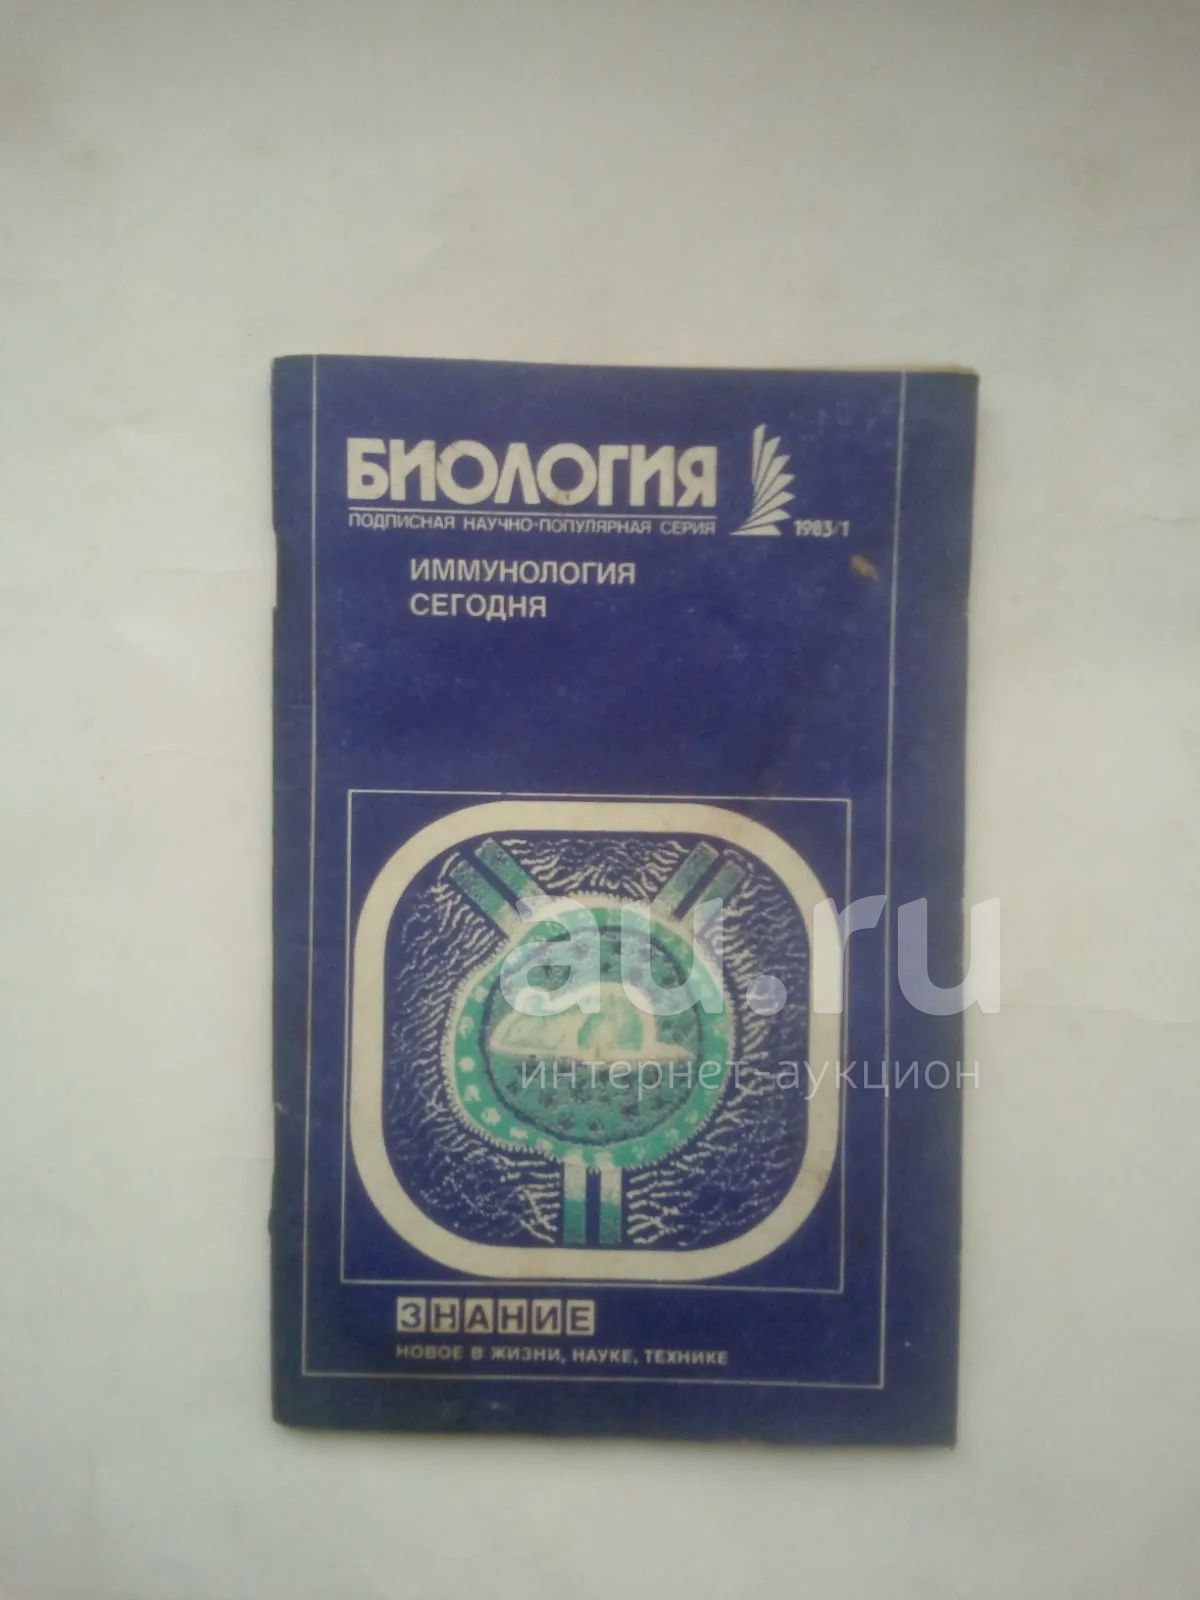 БИОЛОГИЯ
ПОДПИСНАЯ НАУЧНО-ПОПУЛЯРНАЯ СЕРИЯ
1983/1
ИММУНОЛОГИЯ
СЕГОДНЯ
au.ru
интернет-аукцион
ЗНАНИЕ
НОВОЕ В ЖИЗНИ, НАУКЕ, ТЕХНИКЕ